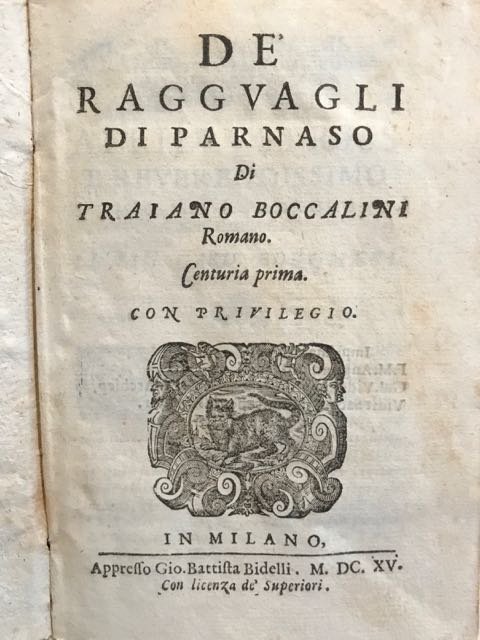 DE'
RAGGVAGLI
DI PARNASO
Di
TRAIANO BOCCALINI
Romano.
Centuria prima.
CON PRIVILEGIO.
IN MILANO,
Appreſſo Gio. Battiſta Bidelli. M. DC. XV.
Con licenza de' Superiori.